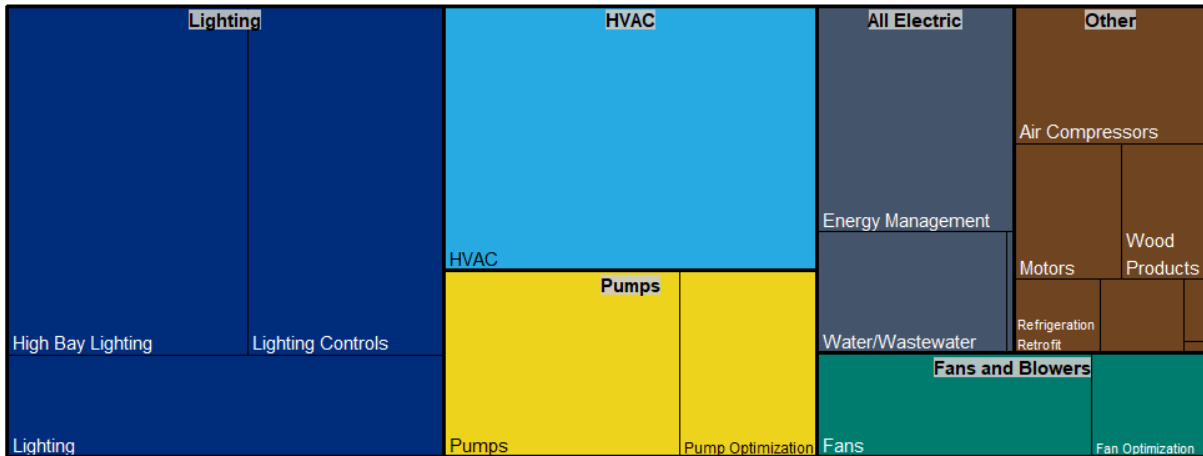 Lighting
High Bay Lighting
Lighting Controls
Lighting
HVAC
HVAC
Pumps
Pumps
Pump Optimization
All Electric
Energy Management
Water/Wastewater
Other
Air Compressors
Motors
Wood
Products
Refrigeration
Retrofit
Fans and Blowers
Fans
Fan Optimization